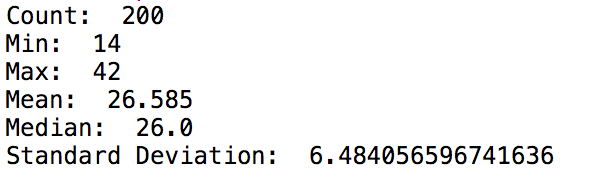 Count:  200
Min:  14
Max:  42
Mean:  26.585
Median:  26.0
Standard Deviation:  6.484056596741636